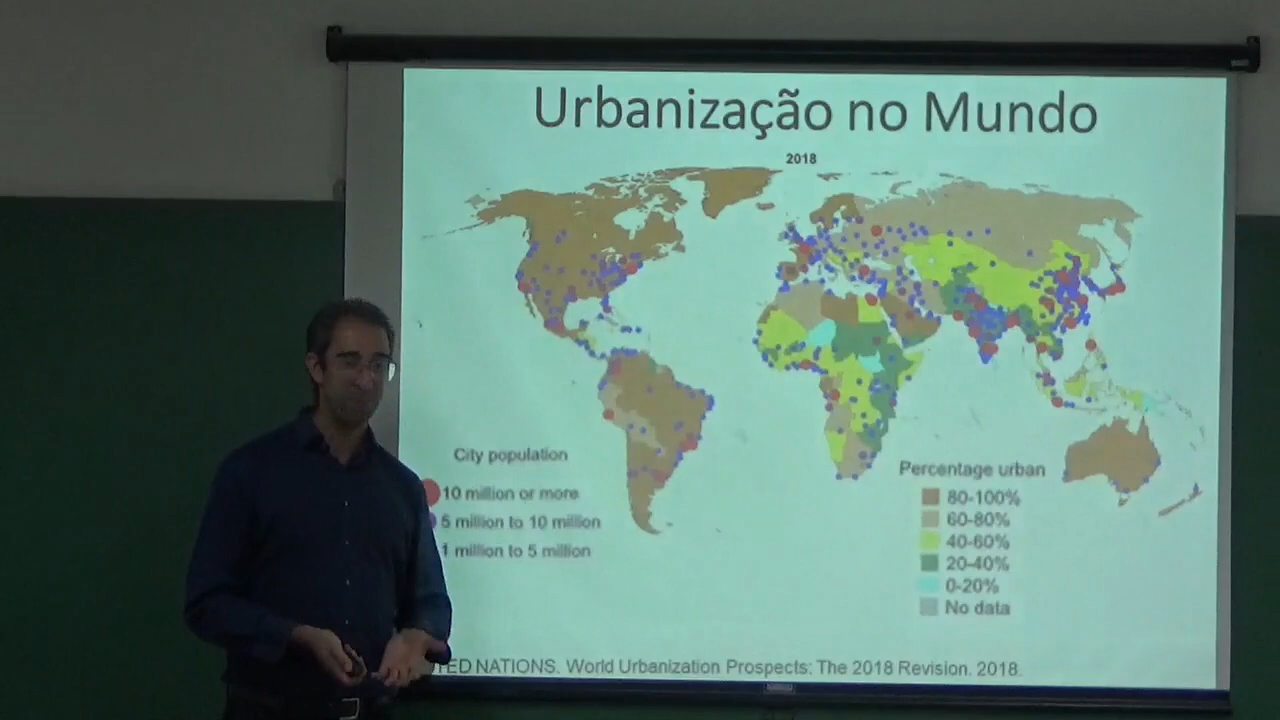 Urbanização no Mundo
2018
City population
10 million or more
5 million to 10 million
1 million to 5 million
Percentage urban
80-100%
60-80%
40-60%
20-40%
0-20%
No data
TED NATIONS. World Urbanization Prospects: The 2018 Revision. 2018.